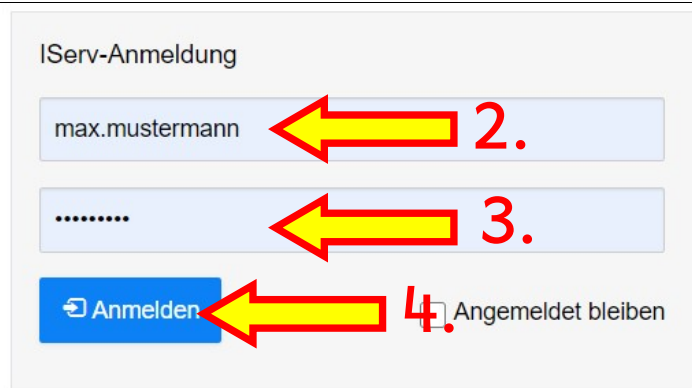 IServ-Anmeldung
max.mustermann 2.
••••••••• 3.
Anmelden 4. Angemeldet bleiben